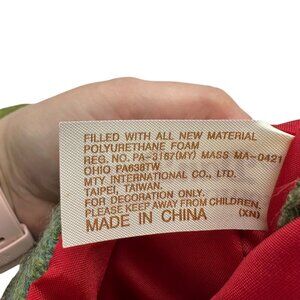 FILLED WITH ALL NEW MATERIAL
POLYURETHANE FOAM
REG. NO. PA-3187(MY) MASS MA-0421
OHIO PA638TW
MTY INTERNATIONAL CO., LTD.
TAIPEI, TAIWAN.
FOR DECORATION ONLY.
PLEASE KEEP AWAY FROM CHILDREN.
MADE IN CHINA (XN)